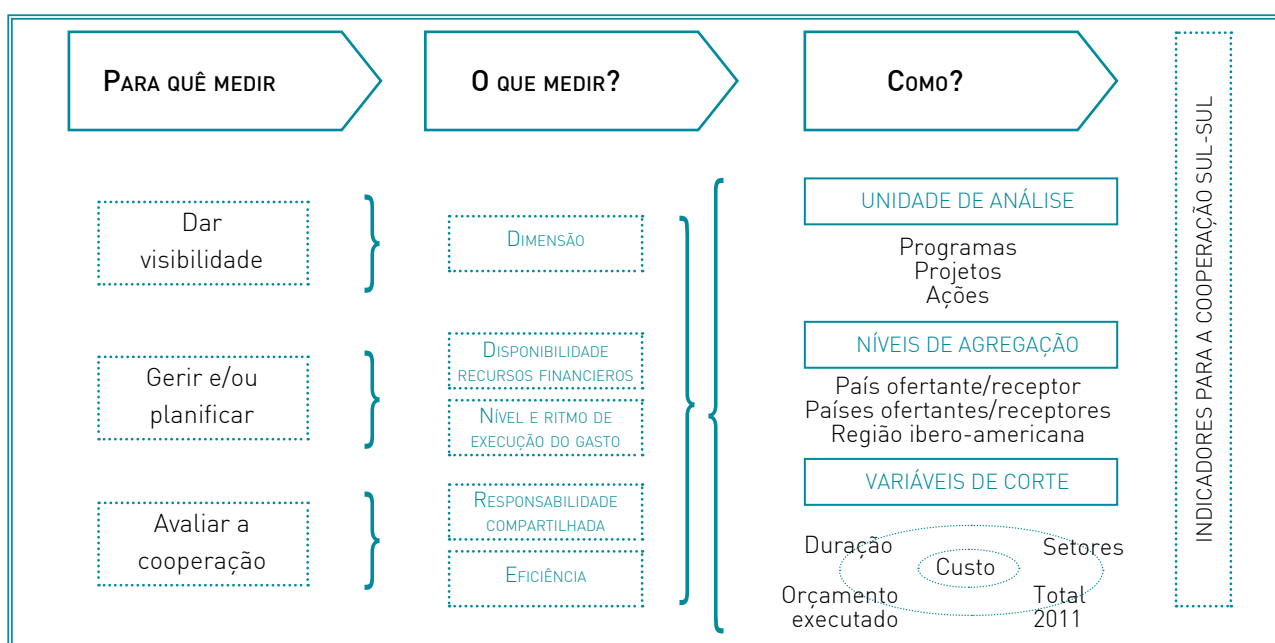 Para quê medir
O que medir?
Como?
Dar
visibilidade
Gerir e/ou
planificar
Avaliar a
cooperação
Dimensão
Disponibilidade
recursos financieros
Nível e ritmo de
execução do gasto
Responsabilidade
compartilhada
Eficiência
UNIDADE DE ANÁLISE
Programas
Projetos
Ações
NÍVEIS DE AGREGAÇÃO
País ofertante/receptor
Países ofertantes/receptores
Região ibero-americana
VARIÁVEIS DE CORTE
Duração
Setores
Custo
Orçamento
executado
Total
2011
INDICADORES PARA A COOPERAÇÃO SUL-SUL